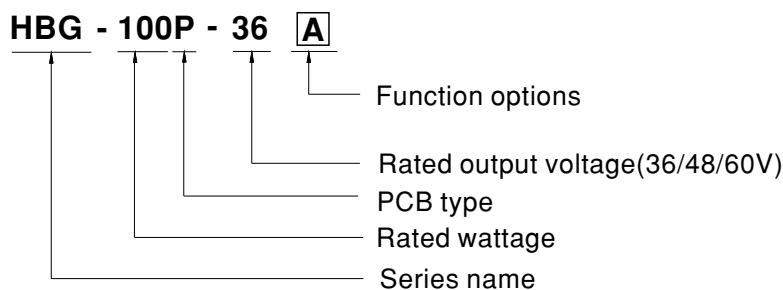 HBG - 100P - 36 A
Function options
Rated output voltage(36/48/60V)
PCB type
Rated wattage
Series name